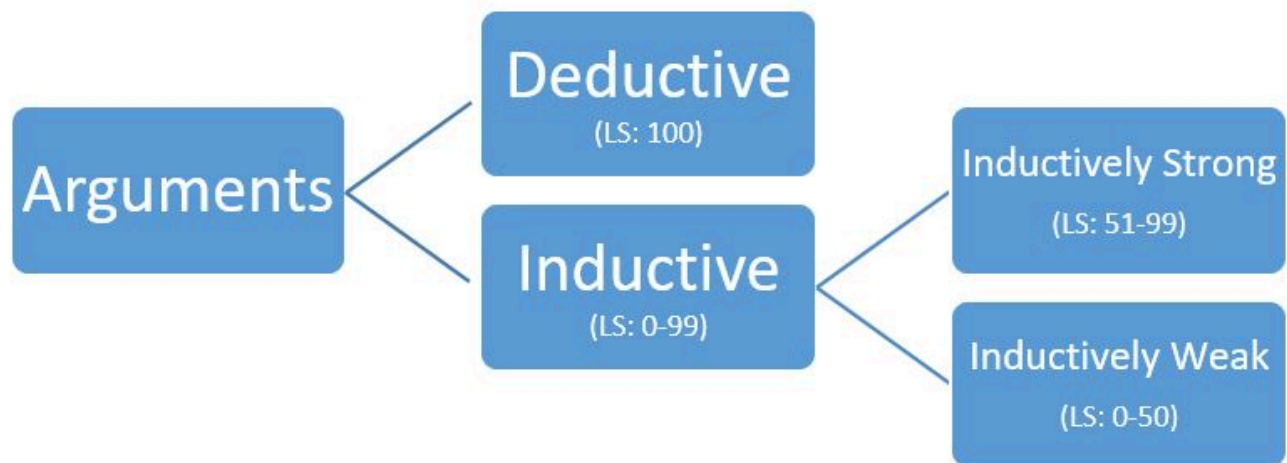 Arguments
Deductive
(LS: 100)
Inductive
(LS: 0-99)
Inductively Strong
(LS: 51-99)
Inductively Weak
(LS: 0-50)